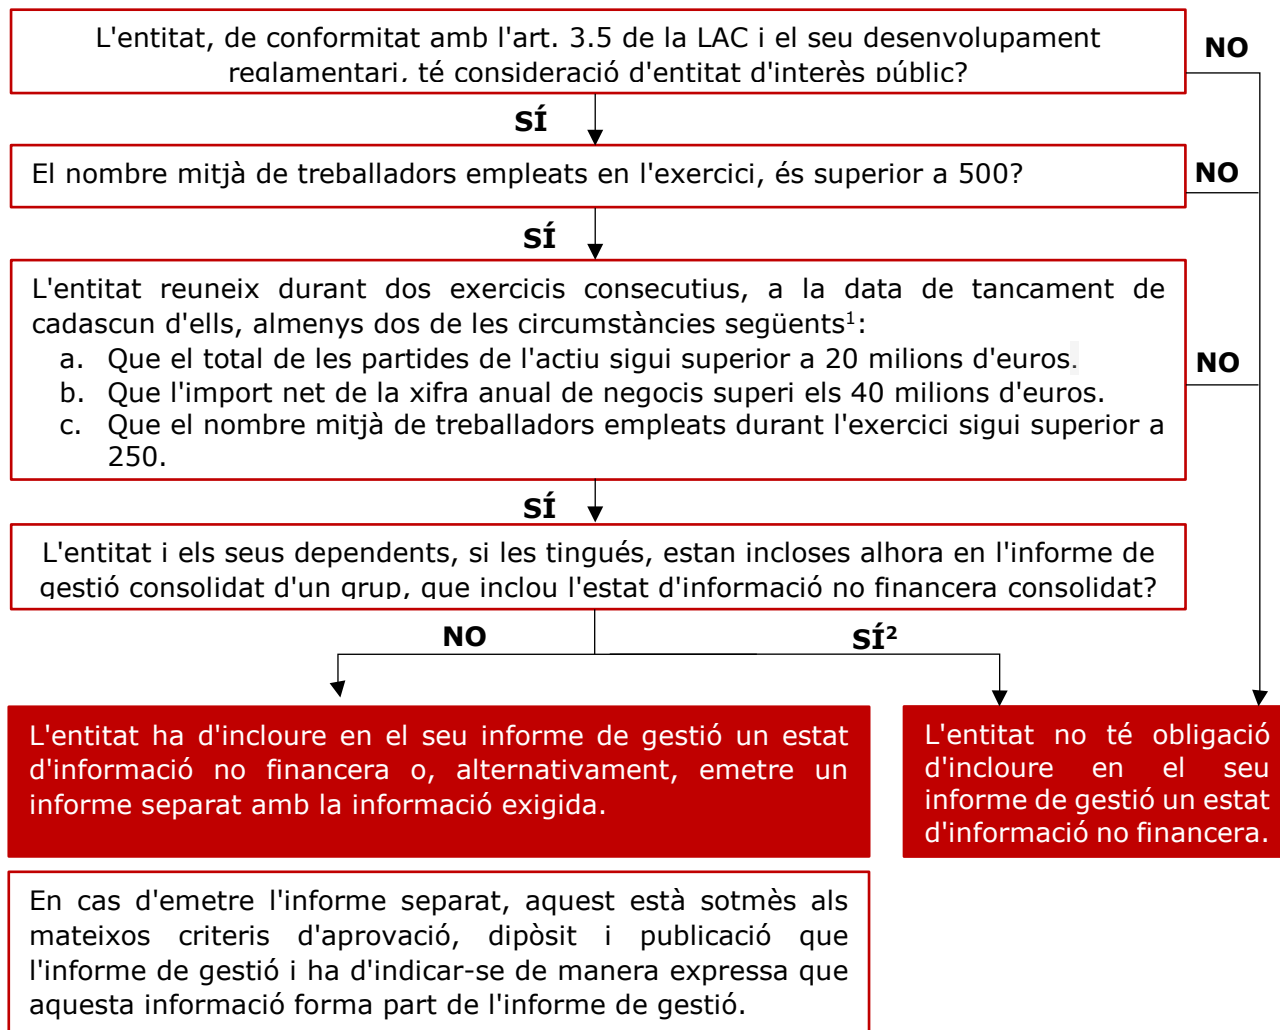 L'entitat, de conformitat amb l'art. 3.5 de la LAC i el seu desenvolupament
reglamentari, té consideració d'entitat d'interès públic?
NO
SÍ
El nombre mitjà de treballadors empleats en l'exercici, és superior a 500?
NO
SÍ
L'entitat reuneix durant dos exercicis consecutius, a la data de tancament de
cadascun d'ells, almenys dos de les circumstàncies següents¹:
a. Que el total de les partides de l'actiu sigui superior a 20 milions d'euros.
b. Que l'import net de la xifra anual de negocis superi els 40 milions d'euros.
c. Que el nombre mitjà de treballadors empleats durant l'exercici sigui superior a
250.
NO
SÍ
L'entitat i els seus dependents, si les tingués, estan incloses alhora en l'informe de
gestió consolidat d'un grup, que inclou l'estat d'informació no financera consolidat?
NO
SÍ²
L'entitat ha d'incloure en el seu informe de gestió un estat
d'informació no financera o, alternativament, emetre un
informe separat amb la informació exigida.
L'entitat no té obligació
d'incloure en el seu
informe de gestió un estat
d'informació no financera.
En cas d'emetre l'informe separat, aquest està sotmès als
mateixos criteris d'aprovació, dipòsit i publicació que
l'informe de gestió i ha d'indicar-se de manera expressa que
aquesta informació forma part de l'informe de gestió.